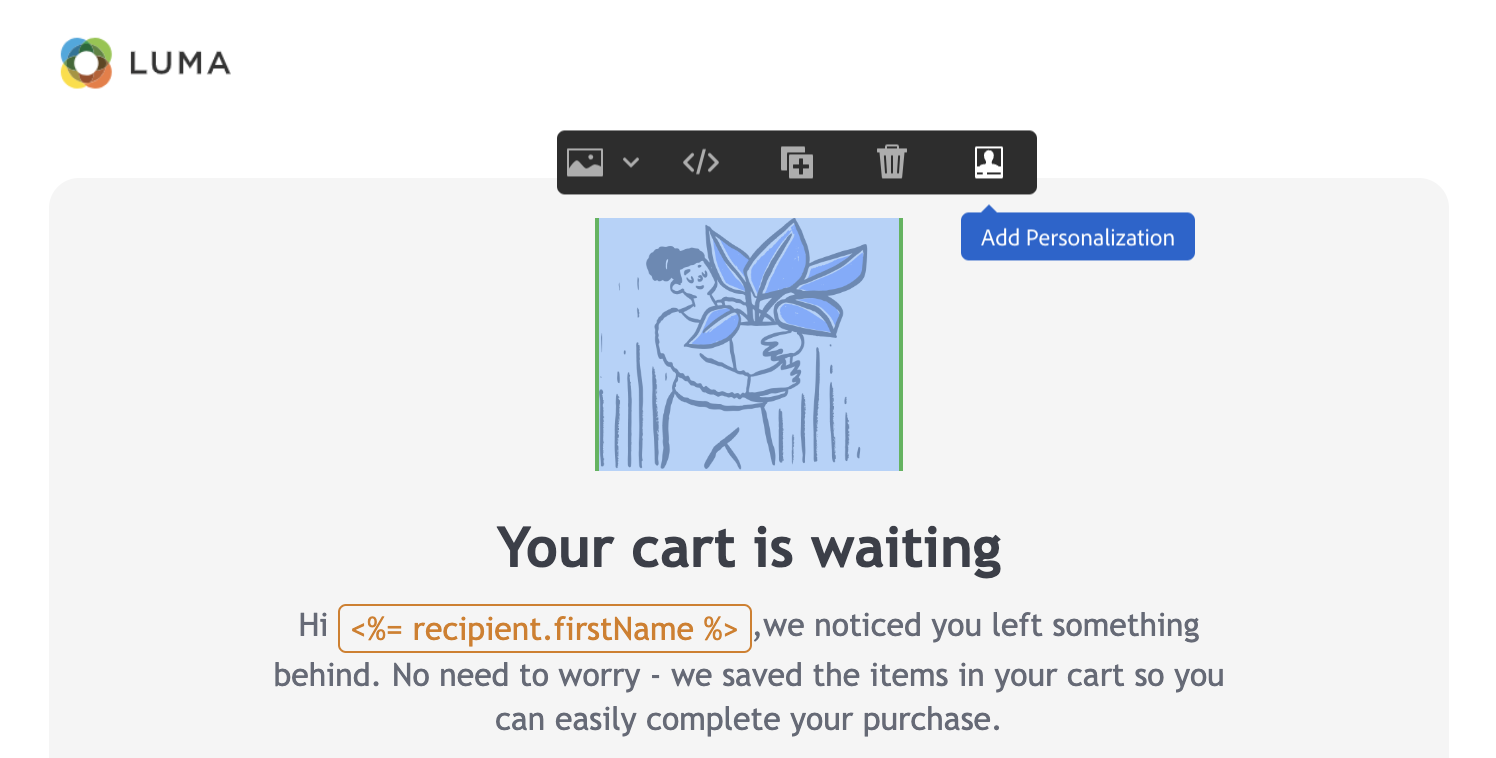 LUMA
</>
Add Personalization
Your cart is waiting
Hi <%= recipient.firstName %>,we noticed you left something
behind. No need to worry - we saved the items in your cart so you
can easily complete your purchase.